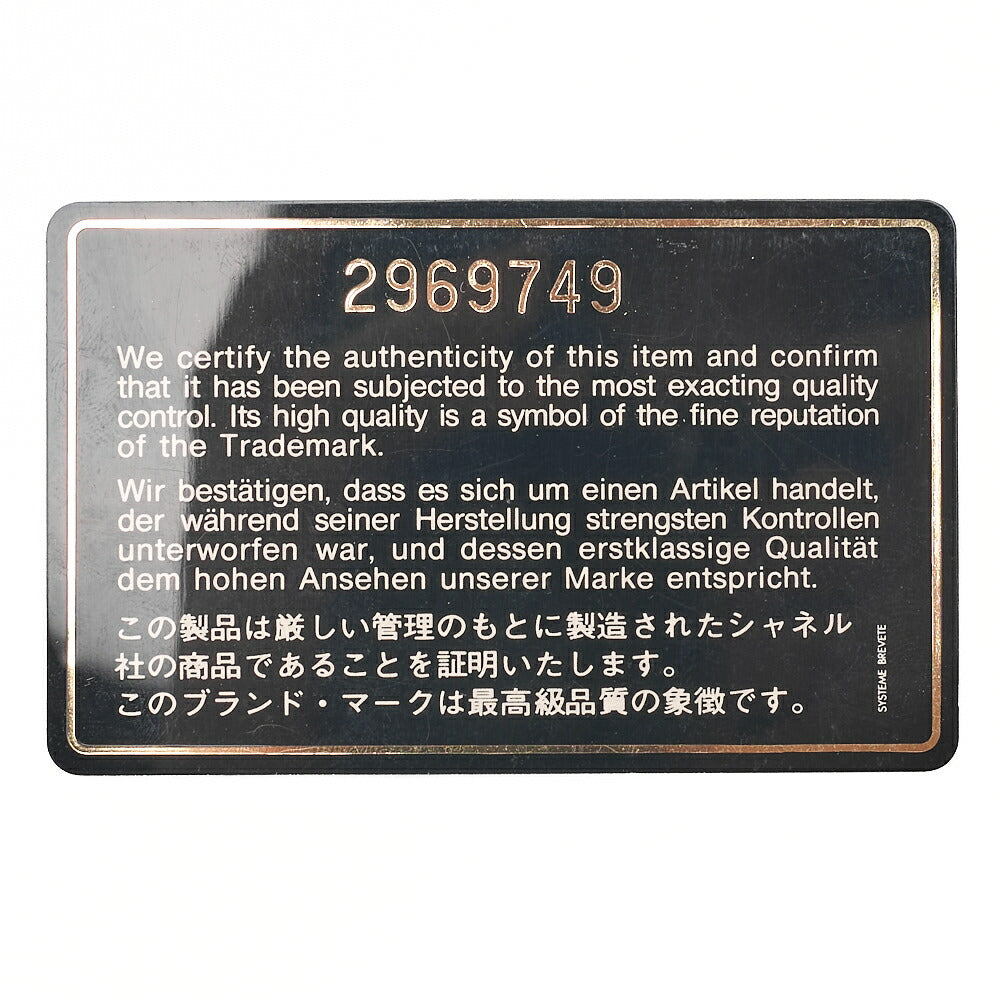 2969749
We certify the authenticity of this item and confirm
that it has been subjected to the most exacting quality
control. Its high quality is a symbol of the fine reputation
of the Trademark.
Wir bestätigen, dass es sich um einen Artikel handelt,
der während seiner Herstellung strengsten Kontrollen
unterworfen war, und dessen erstklassige Qualität
dem hohen Ansehen unserer Marke entspricht.
この製品は厳しい管理のもとに製造されたシャネル
社の商品であることを証明いたします。
このブランド・マークは最高級品質の象徴です。
SYSTEME BREVETE